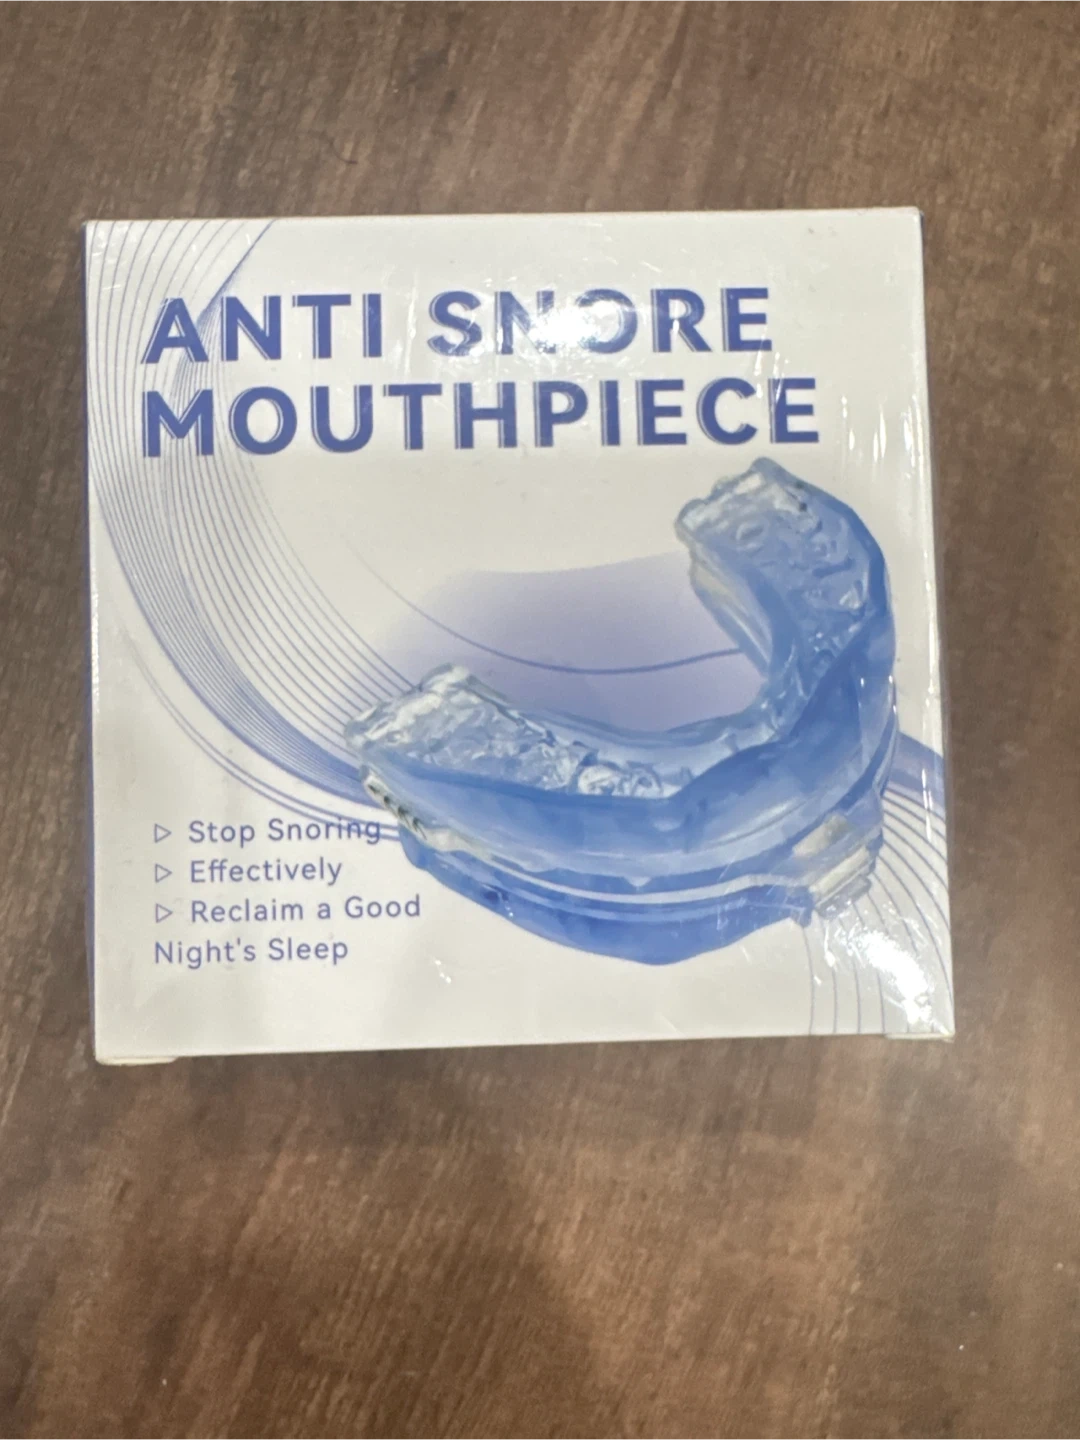 ANTI SNORE
MOUTHPIECE
▷ Stop Snoring
▷ Effectively
▷ Reclaim a Good
Night's Sleep